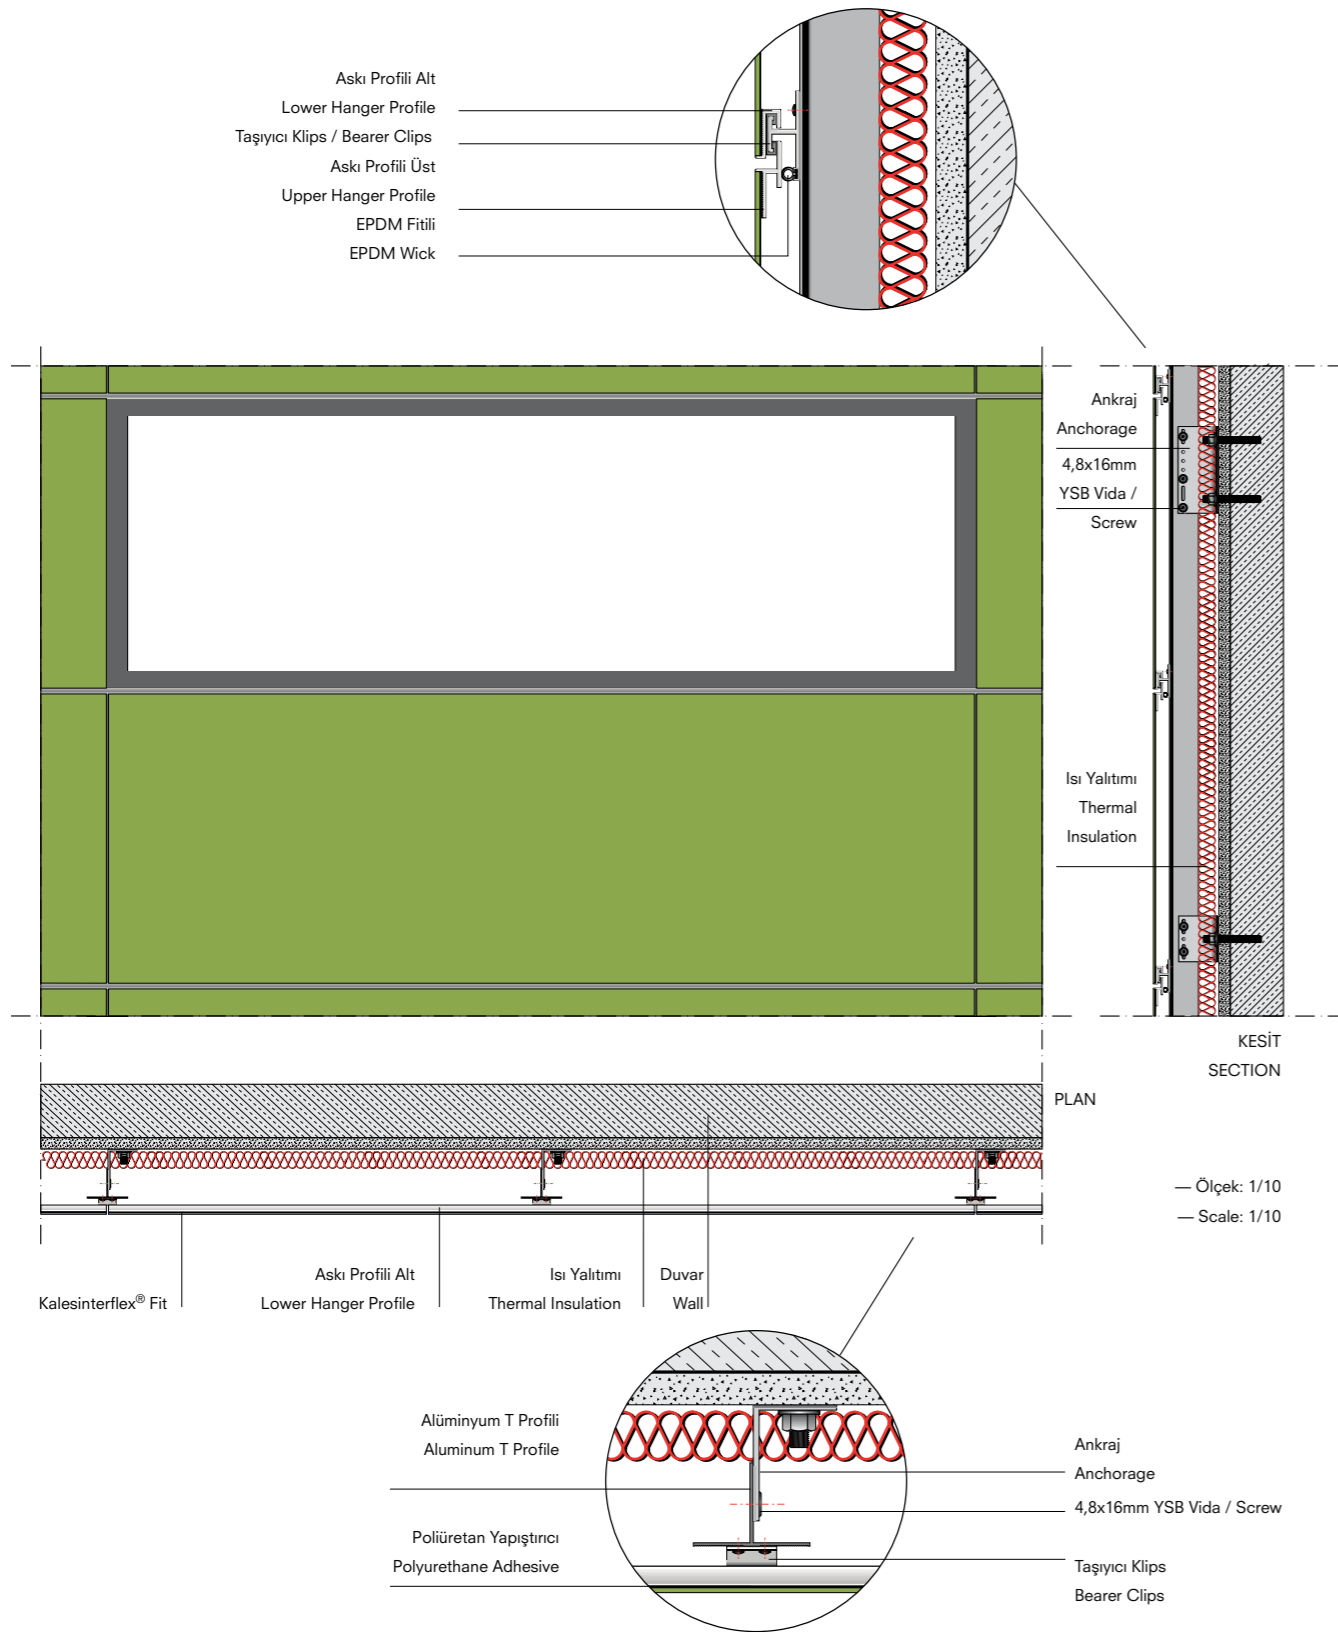 Askı Profili Alt
Lower Hanger Profile
Taşıyıcı Klips / Bearer Clips
Askı Profili Üst
Upper Hanger Profile
EPDM Fitili
EPDM Wick
Ankraj
Anchorage
4,8x16mm
YSB Vida /
Screw
Isı Yalıtımı
Thermal
Insulation
KESİT
SECTION
PLAN
— Ölçek: 1/10
— Scale: 1/10
Kalesinterflex® Fit
Askı Profili Alt
Lower Hanger Profile
Isı Yalıtımı
Thermal Insulation
Duvar
Wall
Alüminyum T Profili
Aluminum T Profile
Poliüretan Yapıştırıcı
Polyurethane Adhesive
Ankraj
Anchorage
4,8x16mm YSB Vida / Screw
Taşıyıcı Klips
Bearer Clips